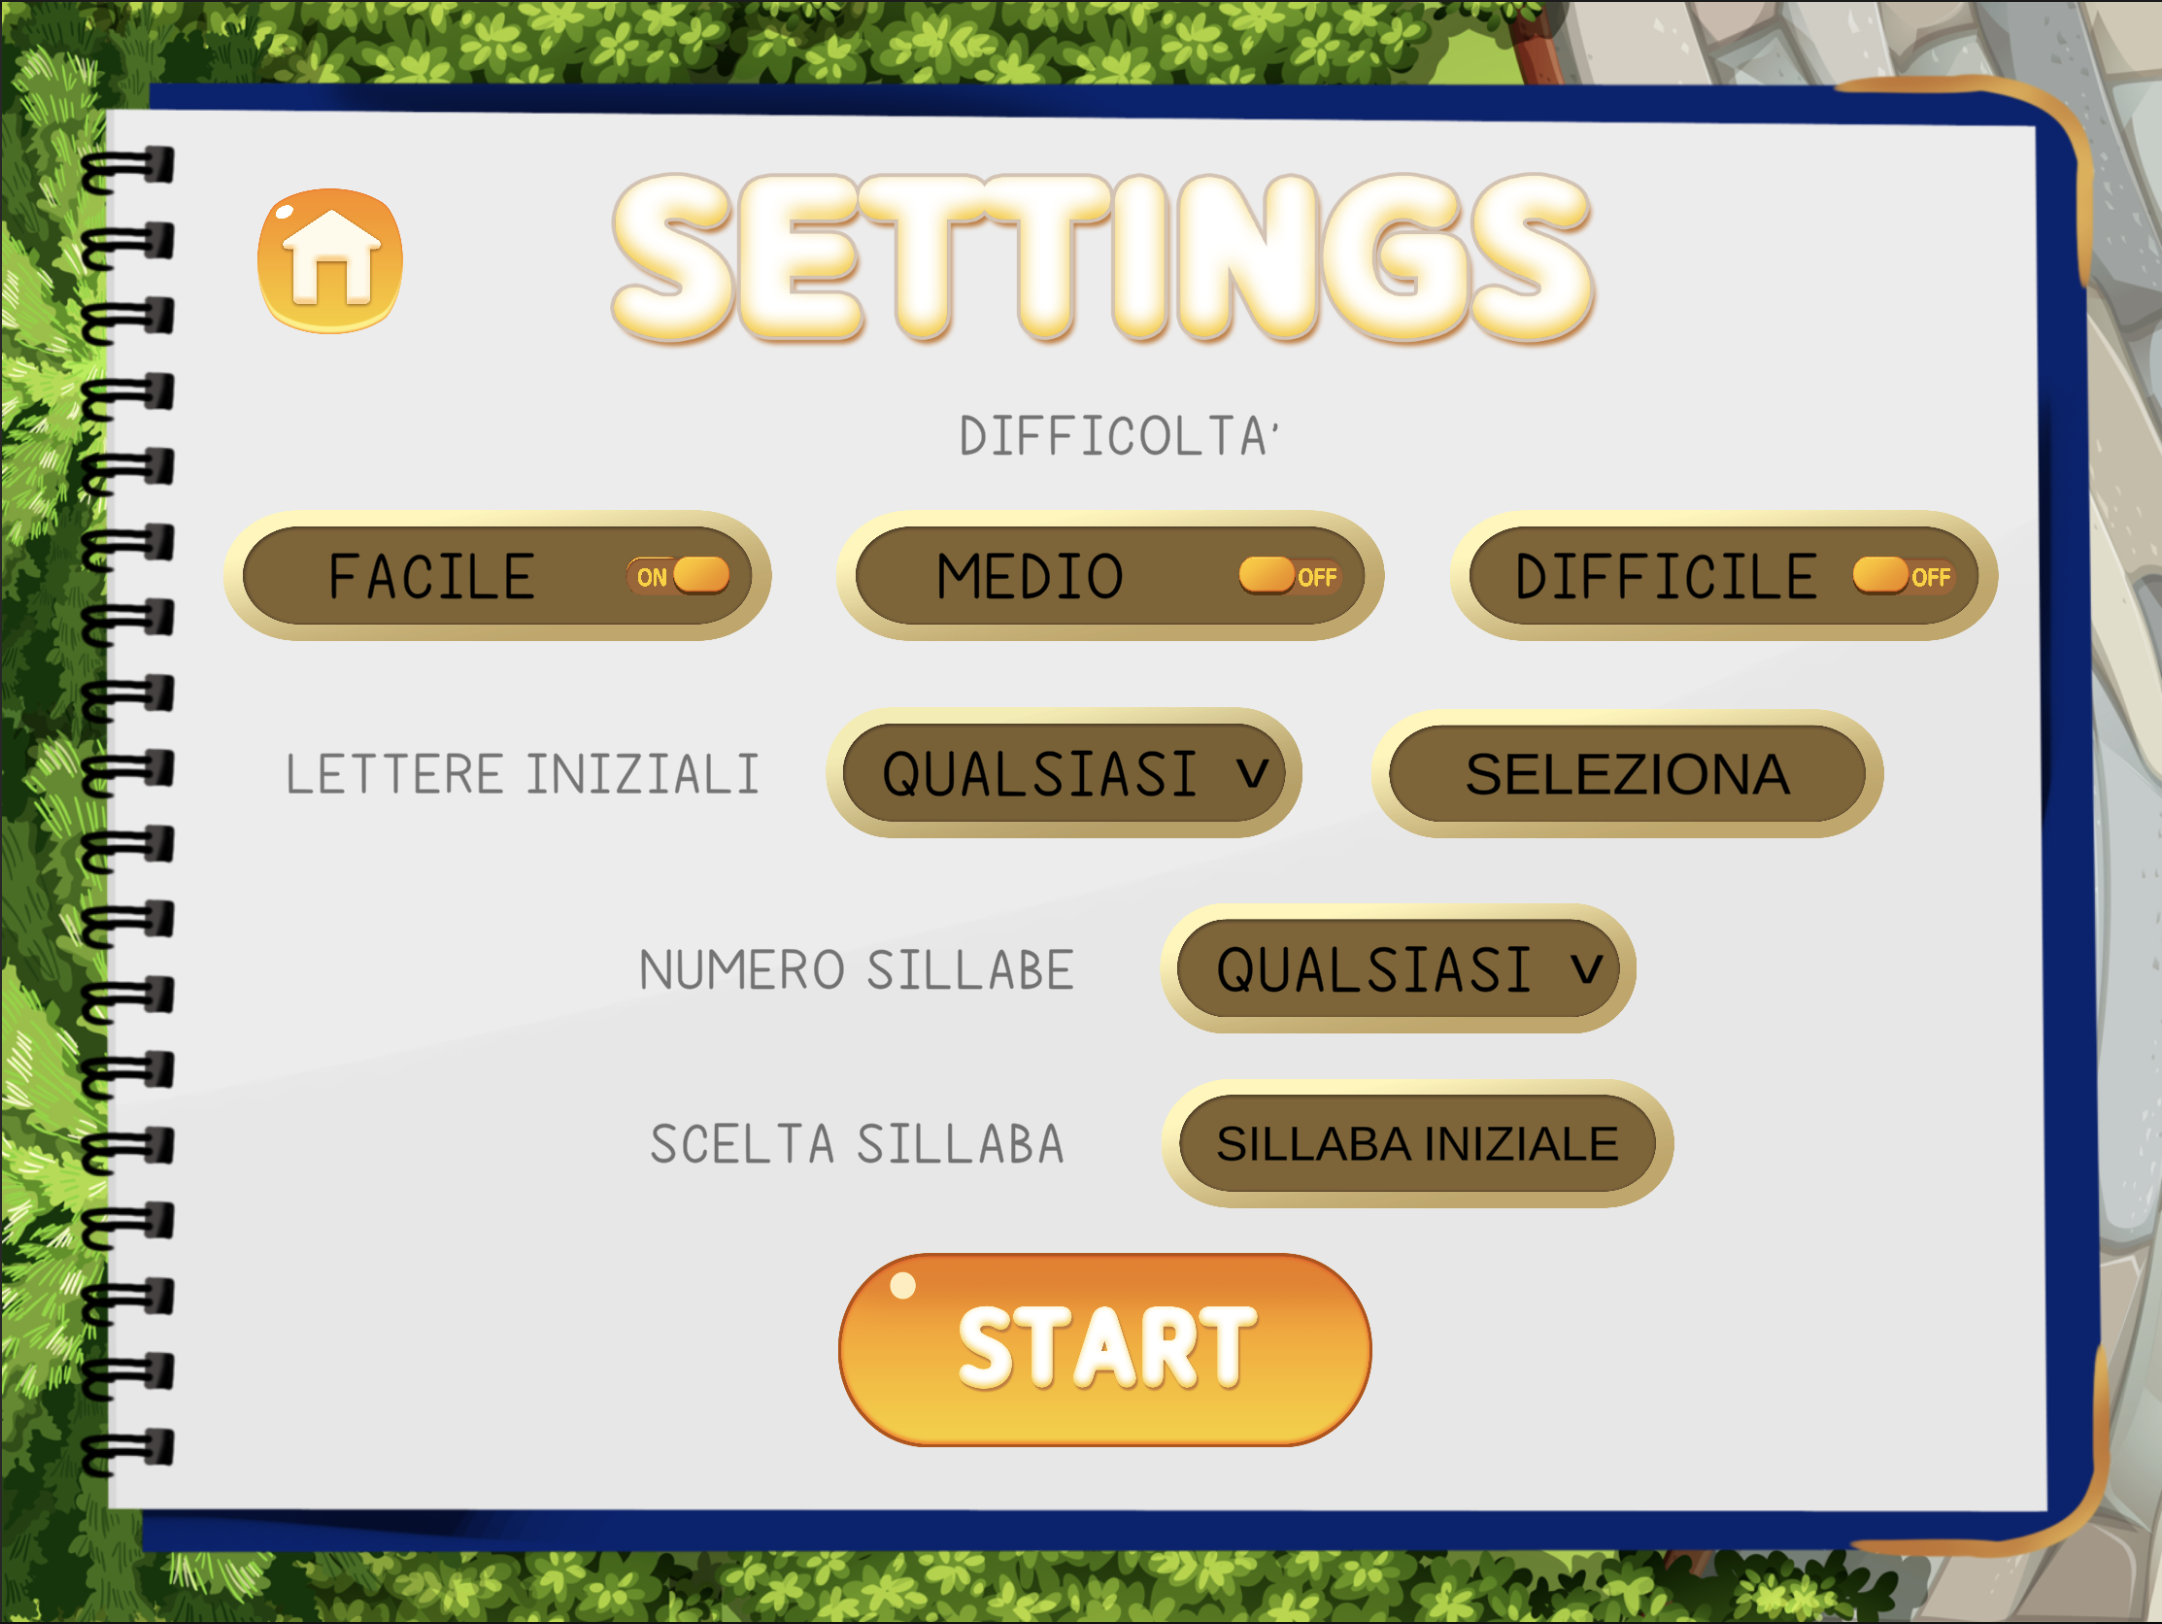 SETTINGS
DIFFICOLTA'
FACILE ON MEDIO OFF DIFFICILE OFF
LETTERE INIZIALI QUALSIASI V SELEZIONA
NUMERO SILLABE QUALSIASI V
SCELTA SILLABA SILLABA INIZIALE
START